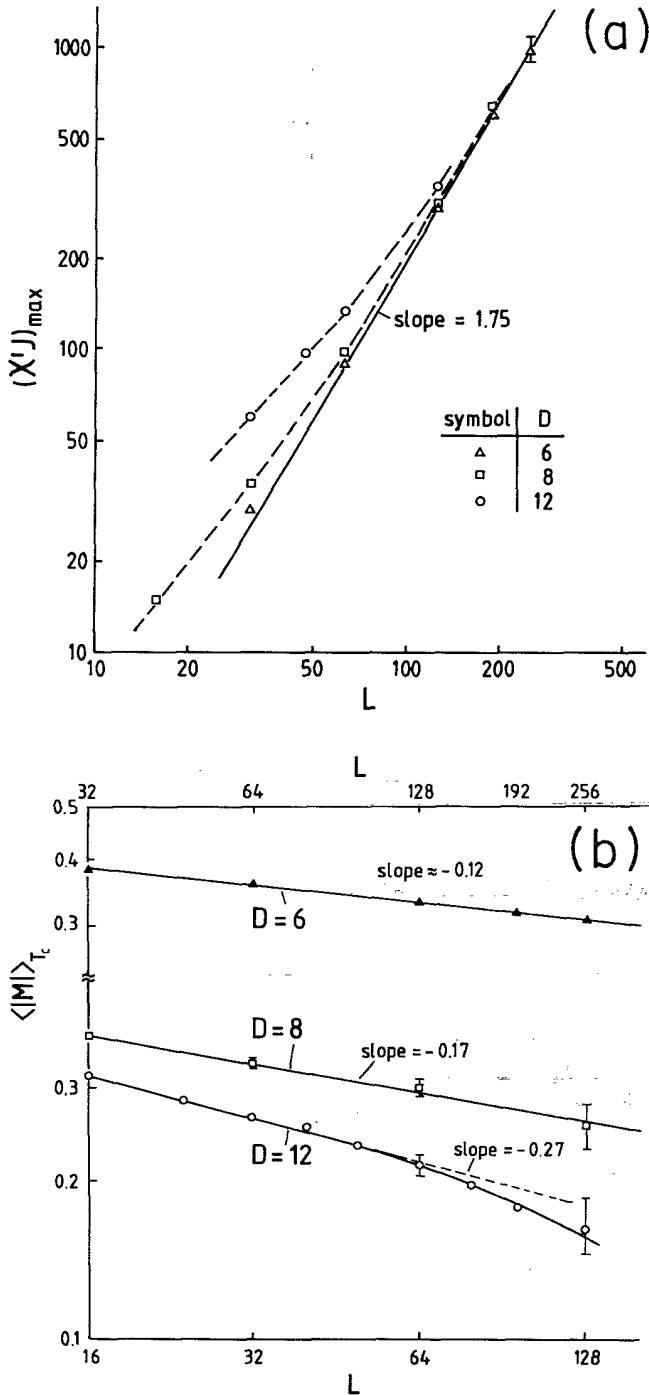 (a)
1000
500
200
100
50
20
10
(χ'J)max
slope = 1.75
symbol D
△ 6
□ 8
○ 12
10 20 50 100 200 500
L
L
32 64 128 192 256
(b)
0.5
0.4
0.3
0.3
0.2
0.1
⟨|M|⟩Tc
slope ≈ -0.12
D=6
D=8
slope = -0.17
D=12
slope = -0.27
16 32 64 128
L